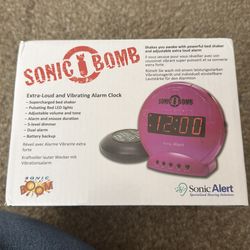 SONIC BOMB
Extra-Loud and Vibrating Alarm Clock
- Supercharged bed shaker
- Pulsating Red LED lights
- Adjustable volume and tone
- Alarm and snooze duration
- 5-level dimmer
- Dual alarm
- Battery backup
Réveil avec Alarme Vibrante extra forte
Kraftvoller lauter Wecker mit Vibrationsalarm
Shakes you awake with powerful bed shaker and adjustable extra loud alarm
SONIC BOMB
12:00
Sonic Alert
SONIC BOOM
Sonic Alert
Specialized Hearing Solutions